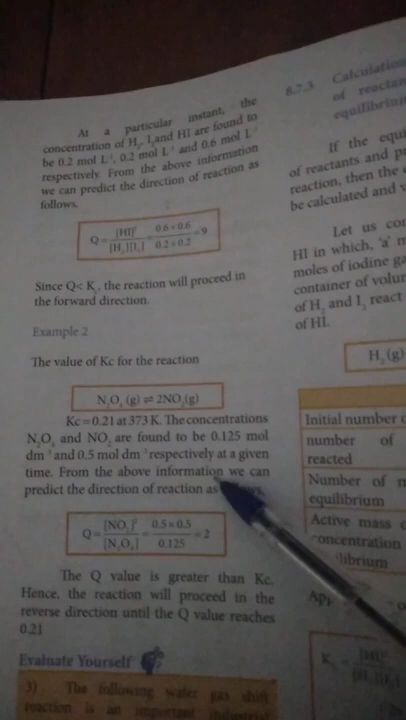 At a particular instant, the
concentration of H₂, I₂ and HI are found to
be 0.2 mol L⁻¹, 0.2 mol L⁻¹ and 0.6 mol L⁻¹
respectively. From the above information
we can predict the direction of reaction as
follows.
Q = [HI]² / [H₂][I₂] = 0.6 × 0.6 / 0.2 × 0.2 = 9
Since Q< Kc, the reaction will proceed in
the forward direction.
Example 2
The value of Kc for the reaction
N₂O₄ (g) ⇌ 2NO₂(g)
Kc = 0.21 at 373 K. The concentrations
N₂O₄ and NO₂ are found to be 0.125 mol
dm⁻³ and 0.5 mol dm⁻³ respectively at a given
time. From the above information we can
predict the direction of reaction as
Q = [NO₂]² / [N₂O₄] = 0.5 × 0.5 / 0.125 = 2
The Q value is greater than Kc.
Hence, the reaction will proceed in the
reverse direction until the Q value reaches
0.21
Evaluate Yourself
3) The following water gas shift
reaction is an important industrial
8.7.3 Calculation
of reactan
equilibrium
If the equi
of reactants and p
reaction, then the
be calculated and v
Let us con
HI in which, 'a' m
moles of iodine ga
container of volur
of H₂ and I₂ react
of HI.
H₂(g)
Initial number o
number of
reacted
Number of m
equilibrium
Active mass o
concentration
librium
App
[HI]²
[H₂][I₂]